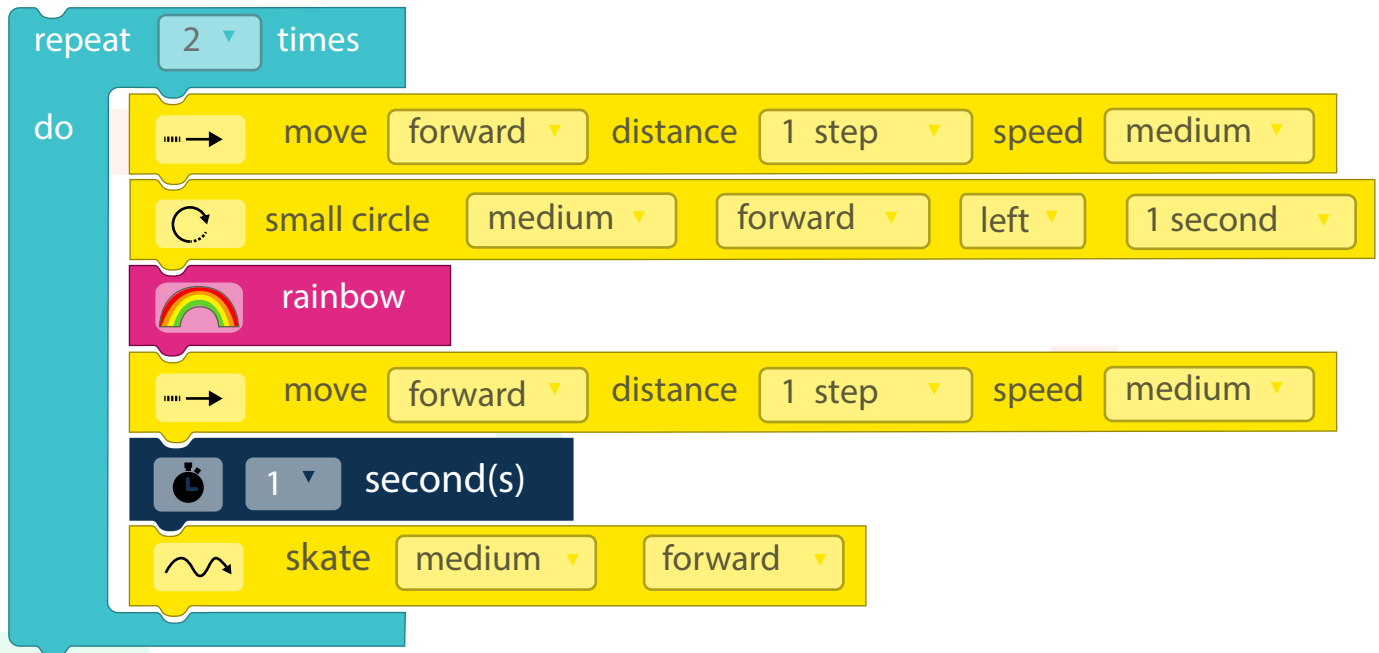 repeat 2 times
do
move forward distance 1 step speed medium
small circle medium forward left 1 second
rainbow
move forward distance 1 step speed medium
1 second(s)
skate medium forward